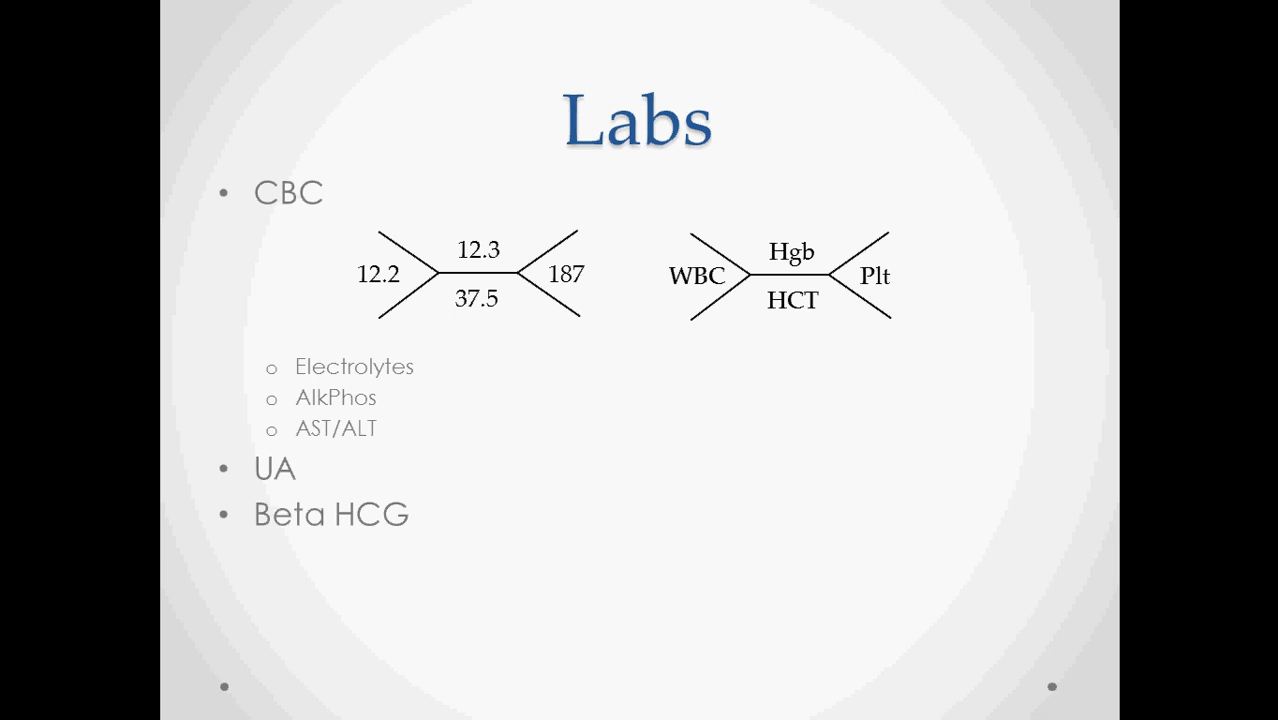 Labs
• CBC
12.3
12.2
187
37.5
Hgb
WBC
Plt
HCT
o Electrolytes
o AlkPhos
o AST/ALT
• UA
• Beta HCG